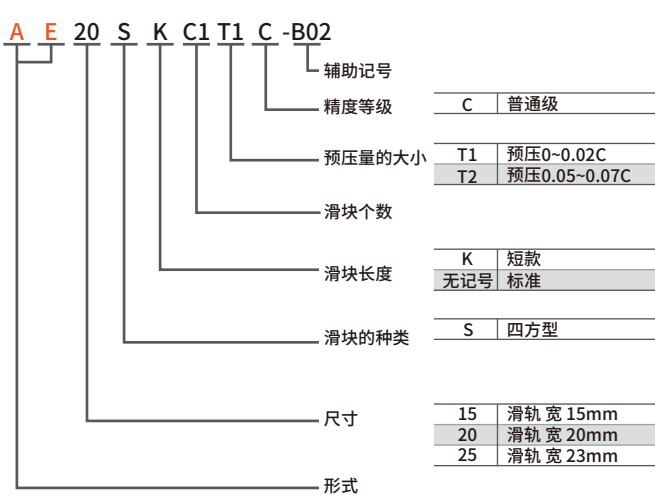 A E 20 S K C1 T1 C -B02
辅助记号
精度等级
C 普通级
预压量的大小
T1 预压0~0.02C
T2 预压0.05~0.07C
滑块个数
滑块长度
K 短款
无记号 标准
滑块的种类
S 四方型
尺寸
15 滑轨 宽 15mm
20 滑轨 宽 20mm
25 滑轨 宽 23mm
形式